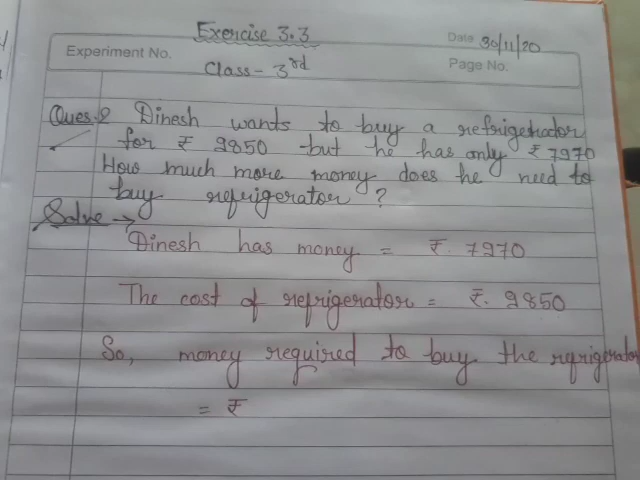 Exercise 3.3
Date 30/11/20
Experiment No.
Page No.
Class - 3rd
Ques. 2 Dinesh wants to buy a refrigerator
for ₹ 9850 but he has only ₹ 7970
How much more money does he need to
buy refrigerator ?
Solve →
Dinesh has money = ₹. 7970
The cost of refrigerator = ₹. 9850
So, money required to buy the rqrigerator
= ₹